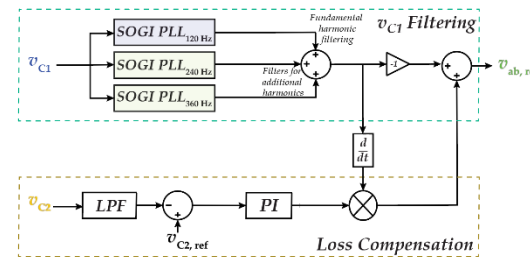 Fundamental
harmonic
filtering
v_C1 Filtering
SOGI PLL_120 Hz
v_C1
SOGI PLL_240 Hz
Filters for
additional
harmonics
SOGI PLL_360 Hz
+
+
+
-1
+
+
v_ab, re
d
dt
v_C2
LPF
−
+
PI
v_C2, ref
Loss Compensation